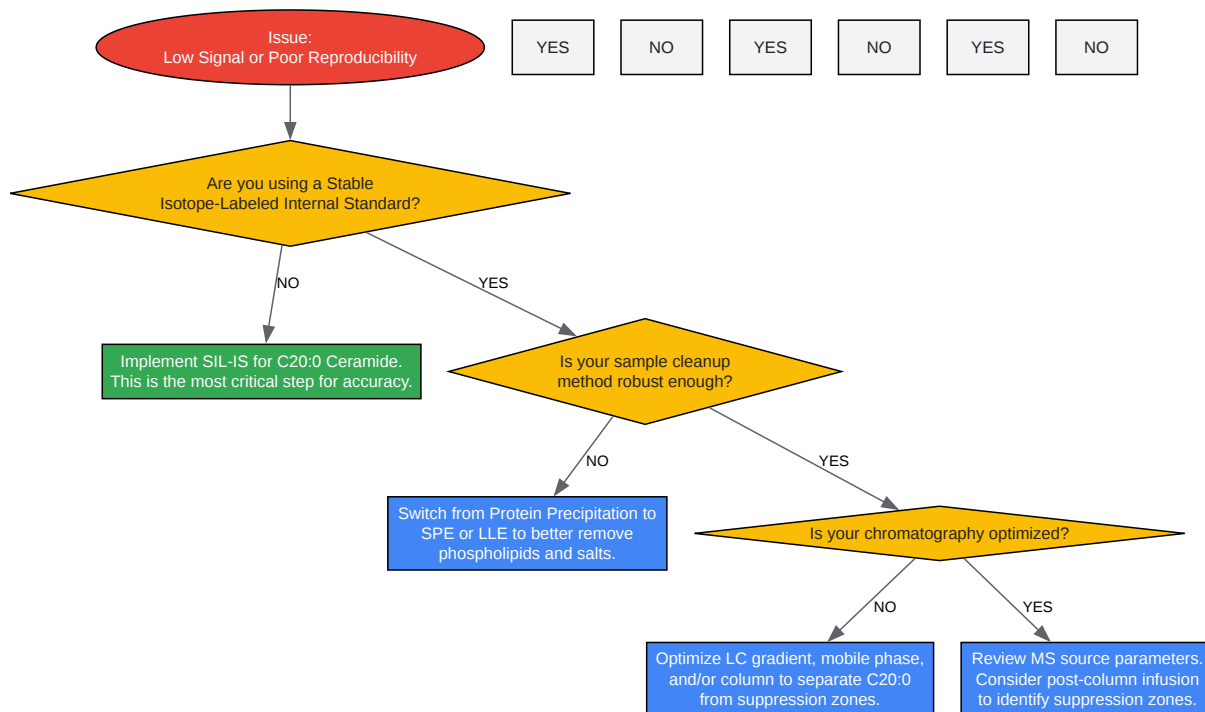 Issue:
Low Signal or Poor Reproducibility
YES
NO
YES
NO
YES
NO
Are you using a Stable
Isotope-Labeled Internal Standard?
NO
YES
Implement SIL-IS for C20:0 Ceramide.
This is the most critical step for accuracy.
Is your sample cleanup
method robust enough?
NO
YES
Switch from Protein Precipitation to
SPE or LLE to better remove
phospholipids and salts.
Is your chromatography optimized?
NO
YES
Optimize LC gradient, mobile phase,
and/or column to separate C20:0
from suppression zones.
Review MS source parameters.
Consider post-column infusion
to identify suppression zones.